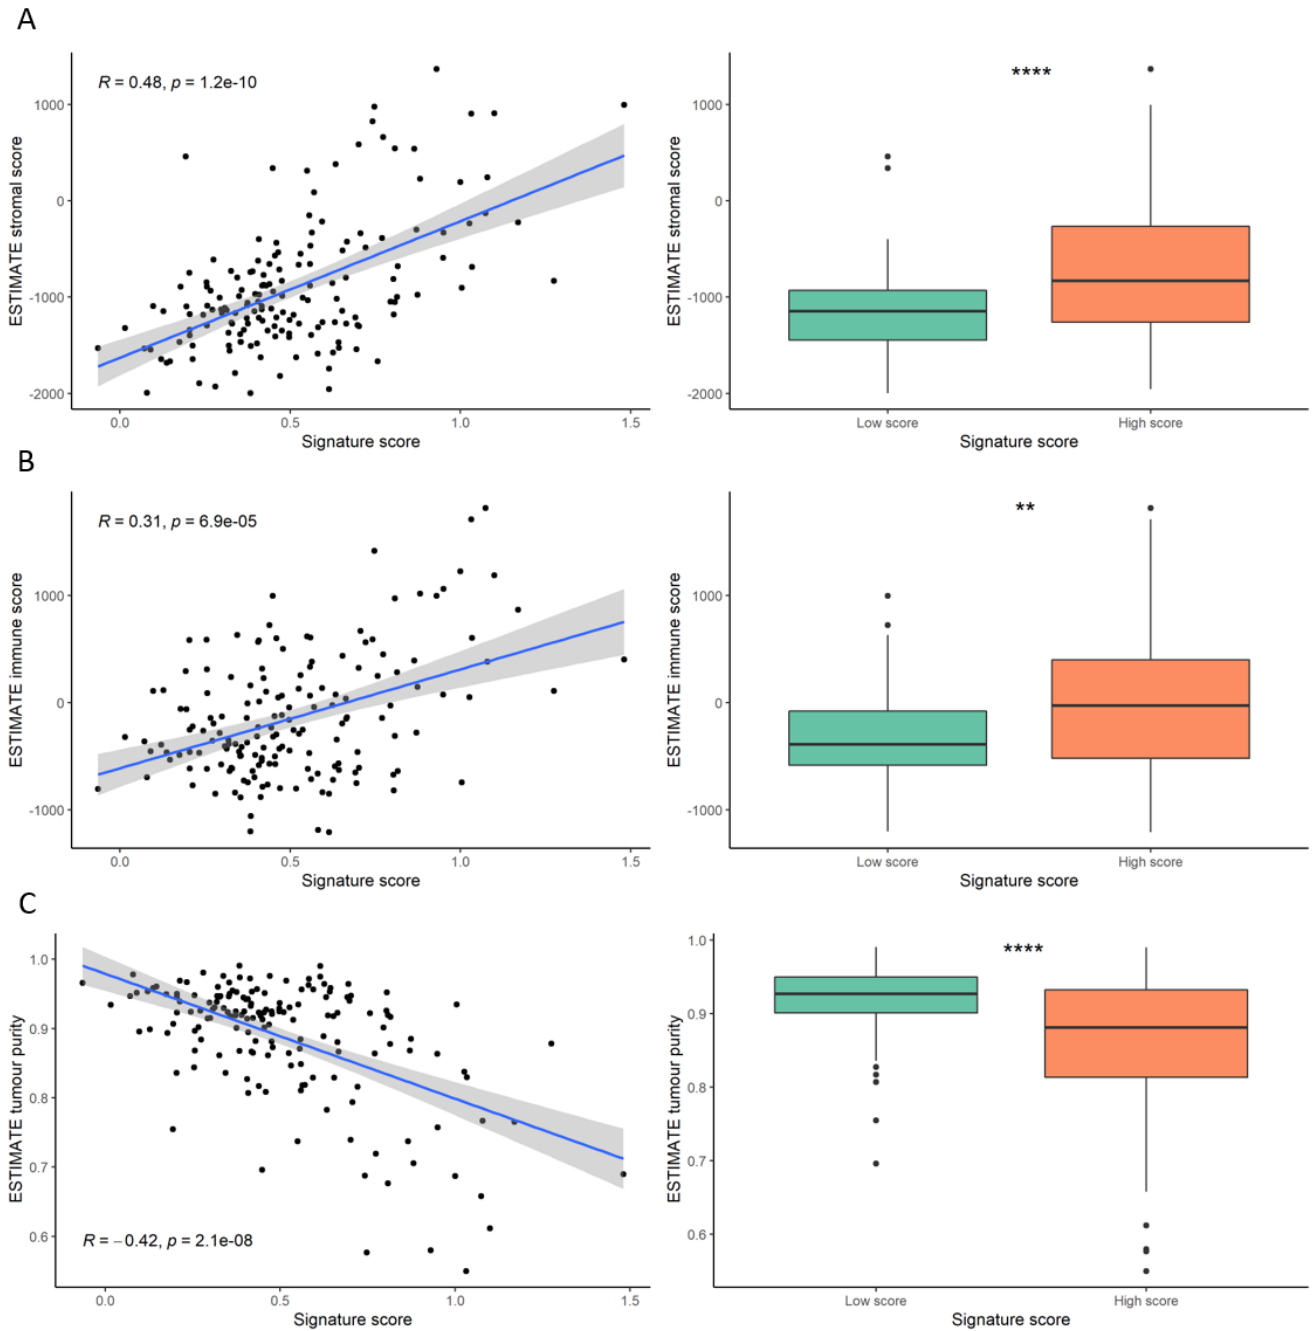 A
R = 0.48, p = 1.2e-10
ESTIMATE stromal score
1000
0
-1000
-2000
0.0 0.5 1.0 1.5
Signature score
****
ESTIMATE stromal score
1000
0
-1000
-2000
Low score High score
Signature score
B
R = 0.31, p = 6.9e-05
ESTIMATE immune score
1000
0
-1000
0.0 0.5 1.0 1.5
Signature score
**
ESTIMATE immune score
1000
0
-1000
Low score High score
Signature score
C
R = −0.42, p = 2.1e-08
ESTIMATE tumour purity
1.0
0.9
0.8
0.7
0.6
0.0 0.5 1.0 1.5
Signature score
****
ESTIMATE tumour purity
1.0
0.9
0.8
0.7
0.6
Low score High score
Signature score